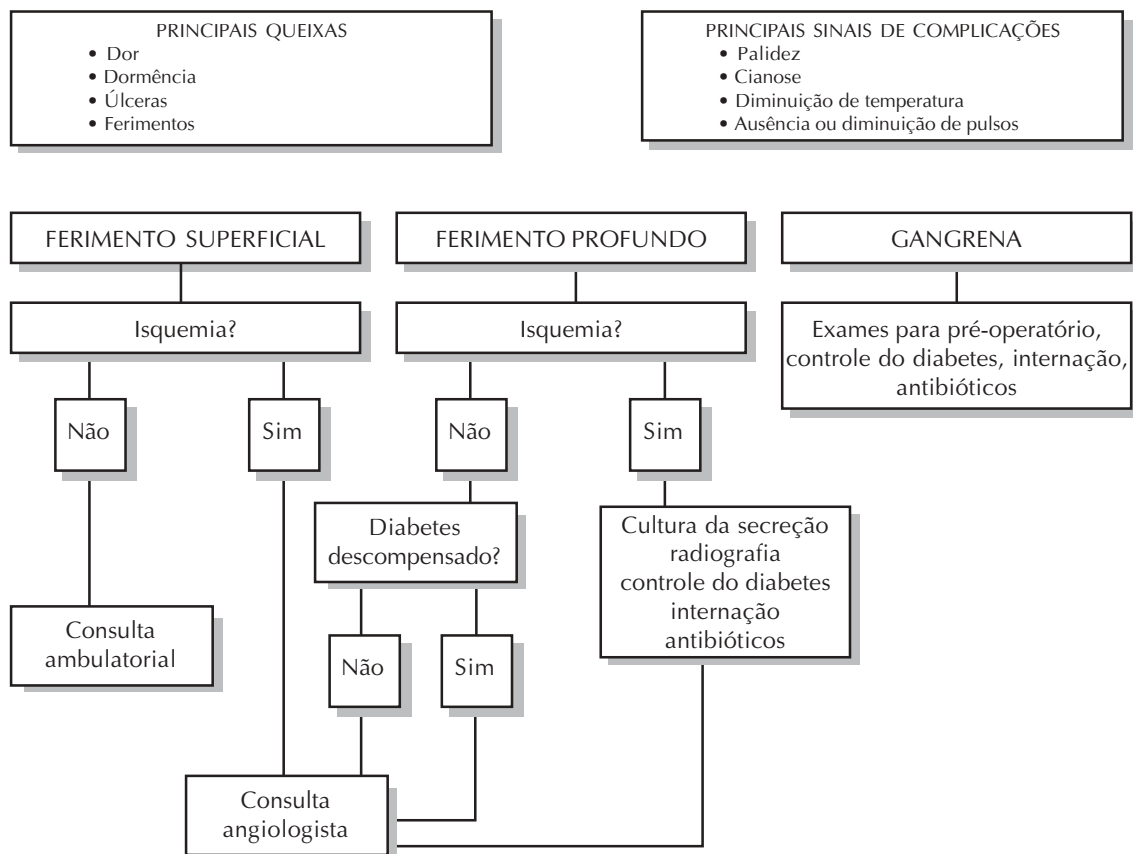 PRINCIPAIS QUEIXAS
• Dor
• Dormência
• Úlceras
• Ferimentos
PRINCIPAIS SINAIS DE COMPLICAÇÕES
• Palidez
• Cianose
• Diminuição de temperatura
• Ausência ou diminuição de pulsos
FERIMENTO SUPERFICIAL
FERIMENTO PROFUNDO
GANGRENA
Isquemia?
Isquemia?
Exames para pré-operatório,
controle do diabetes, internação,
antibióticos
Não
Sim
Não
Sim
Diabetes
descompensado?
Cultura da secreção
radiografia
controle do diabetes
internação
antibióticos
Consulta
ambulatorial
Não
Sim
Consulta
angiologista